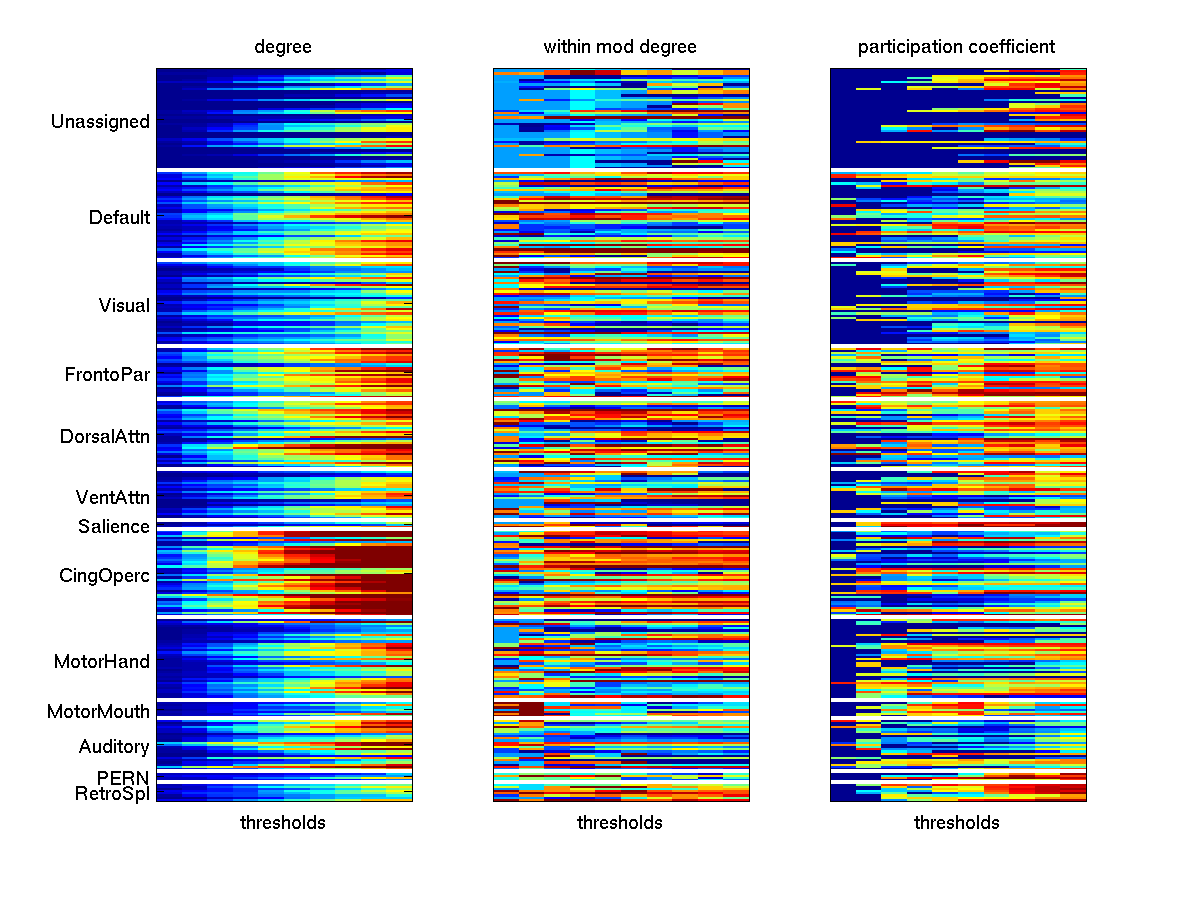 degree
within mod degree
participation coefficient
Unassigned
Default
Visual
FrontoPar
DorsalAttn
VentAttn
Salience
CingOperc
MotorHand
MotorMouth
Auditory
PERN
RetroSpl
thresholds
thresholds
thresholds